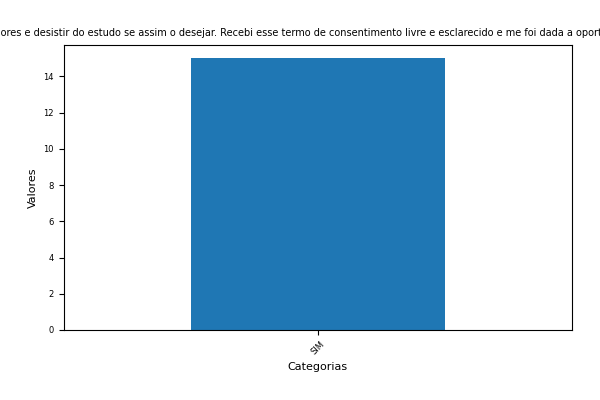 ores e desistir do estudo se assim o desejar. Recebi esse termo de consentimento livre e esclarecido e me foi dada a oport
14
12
10
8
6
4
2
0
Valores
SIM
Categorias